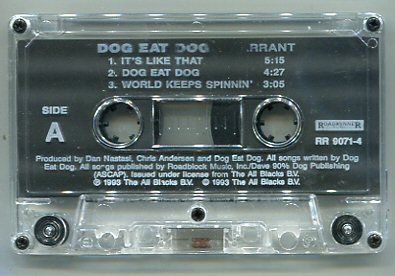 DOG EAT DOG .RRANT
1. IT'S LIKE THAT 5:15
2. DOG EAT DOG 4:27
3. WORLD KEEPS SPINNIN' 3:05
SIDE
A
ROADRUNNER
RR 9071-4
Produced by Dan Nastasi, Chris Andersen and Dog Eat Dog. All songs written by Dog
Eat Dog. All songs published by Roadblock Music, Inc./Dave 90% Dog Publishing
(ASCAP). Issued under license from The All Blacks B.V.
℗ 1993 The All Blacks B.V. © 1993 The All Blacks B.V.